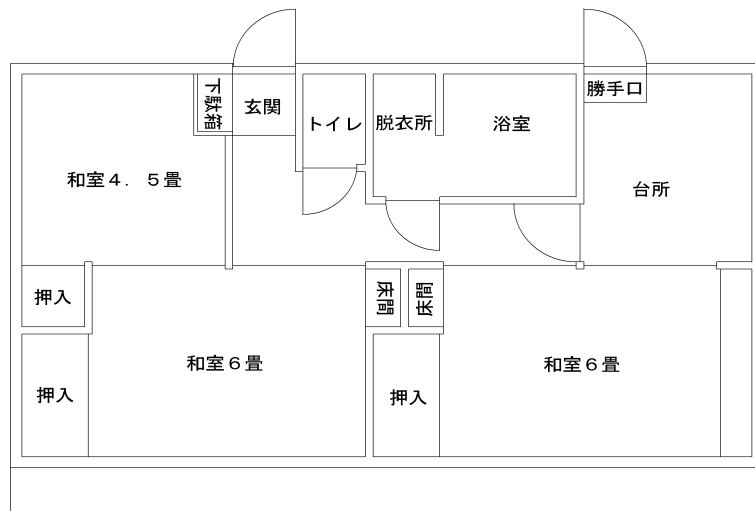 下駄箱
玄関
トイレ
脱衣所
浴室
勝手口
和室４．５畳
台所
押入
床間
床間
和室６畳
和室６畳
押入
押入